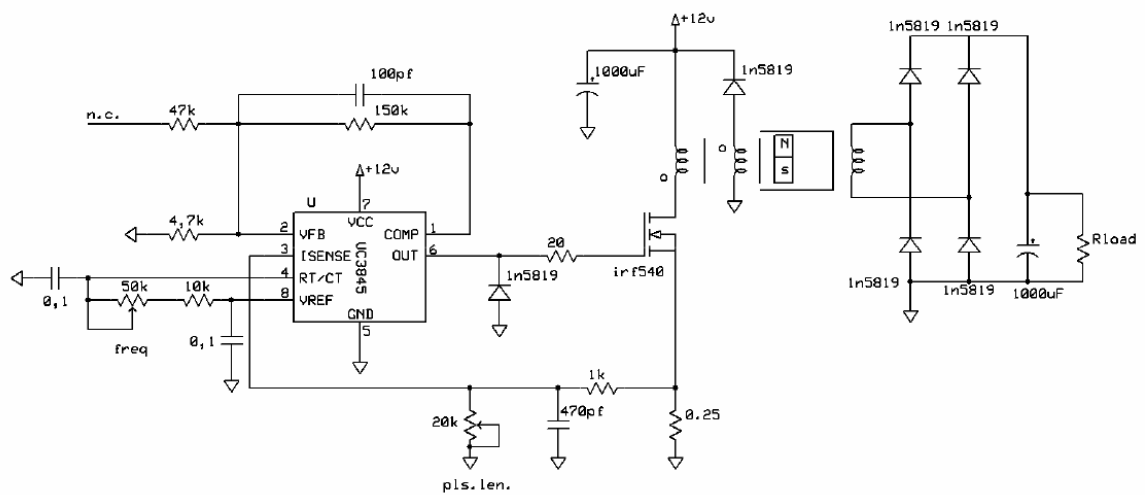 +12v
1n5819 1n5819
1000uF
1n5819
100pf
n.c.
47k
150k
+12v
N
S
U
7
VCC
4,7k
2
VFB
COMP
1
3
ISENSE
UC3845
OUT
6
20
4
RT/CT
0,1
50k
10k
8
VREF
GND
5
1n5819
irf540
Rload
1n5819
1n5819
1000uF
freq
0,1
1k
20k
470pf
0.25
pls.len.